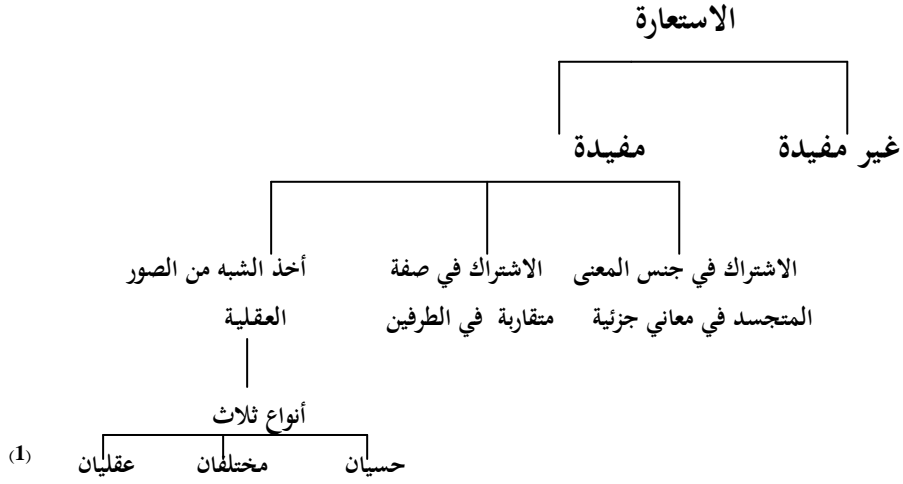 الاستعارة
غير مفيدة مفيدة
الاشتراك في جنس المعنى الاشتراك في صفة أخذ الشبه من الصور
المتجسد في معاني جزئية متقاربة في الطرفين العقلية
أنواع ثلاث
حسيان مختلفان عقليان (1)